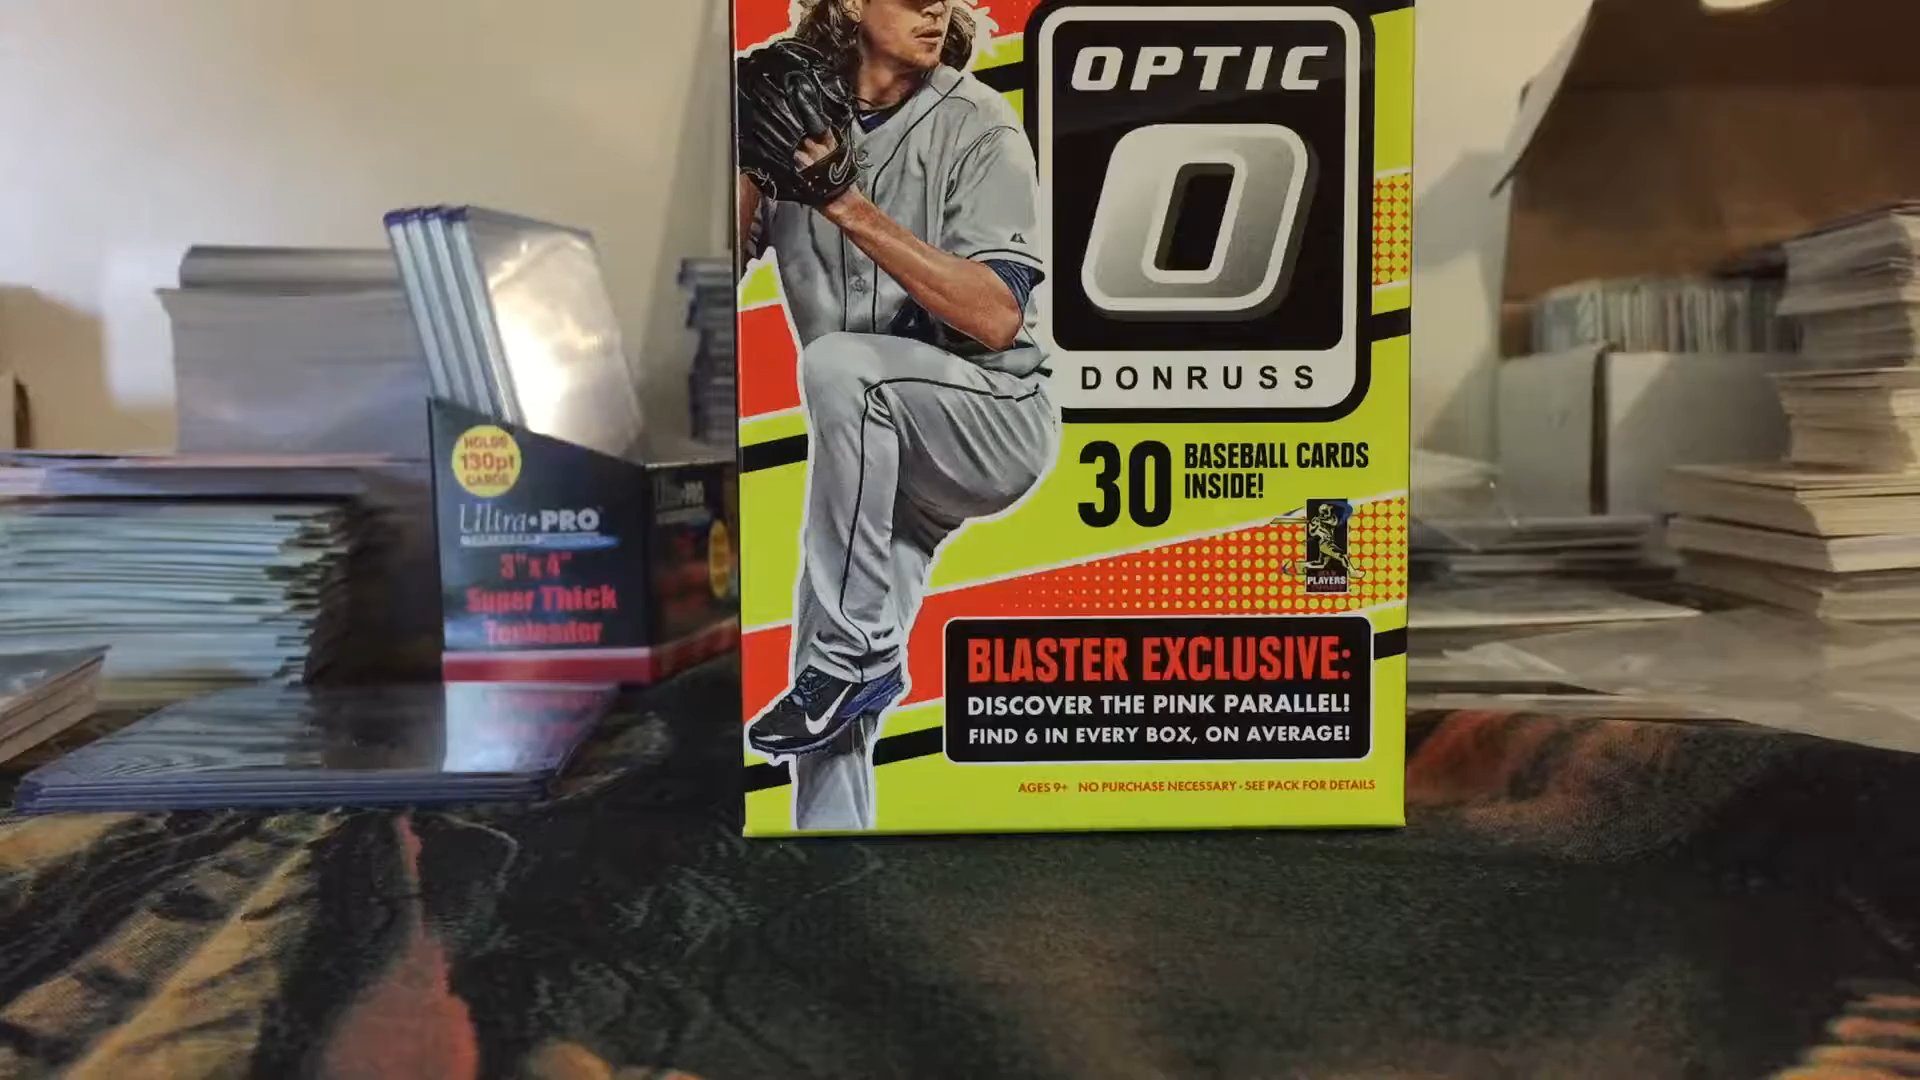 OPTIC
DONRUSS
30 BASEBALL CARDS
INSIDE!
PLAYERS
BLASTER EXCLUSIVE:
DISCOVER THE PINK PARALLEL!
FIND 6 IN EVERY BOX, ON AVERAGE!
AGES 9+ NO PURCHASE NECESSARY - SEE PACK FOR DETAILS
HOLDS
130pt
CARDS
Ultra•PRO
3"x 4"
Super Thick
Toploader